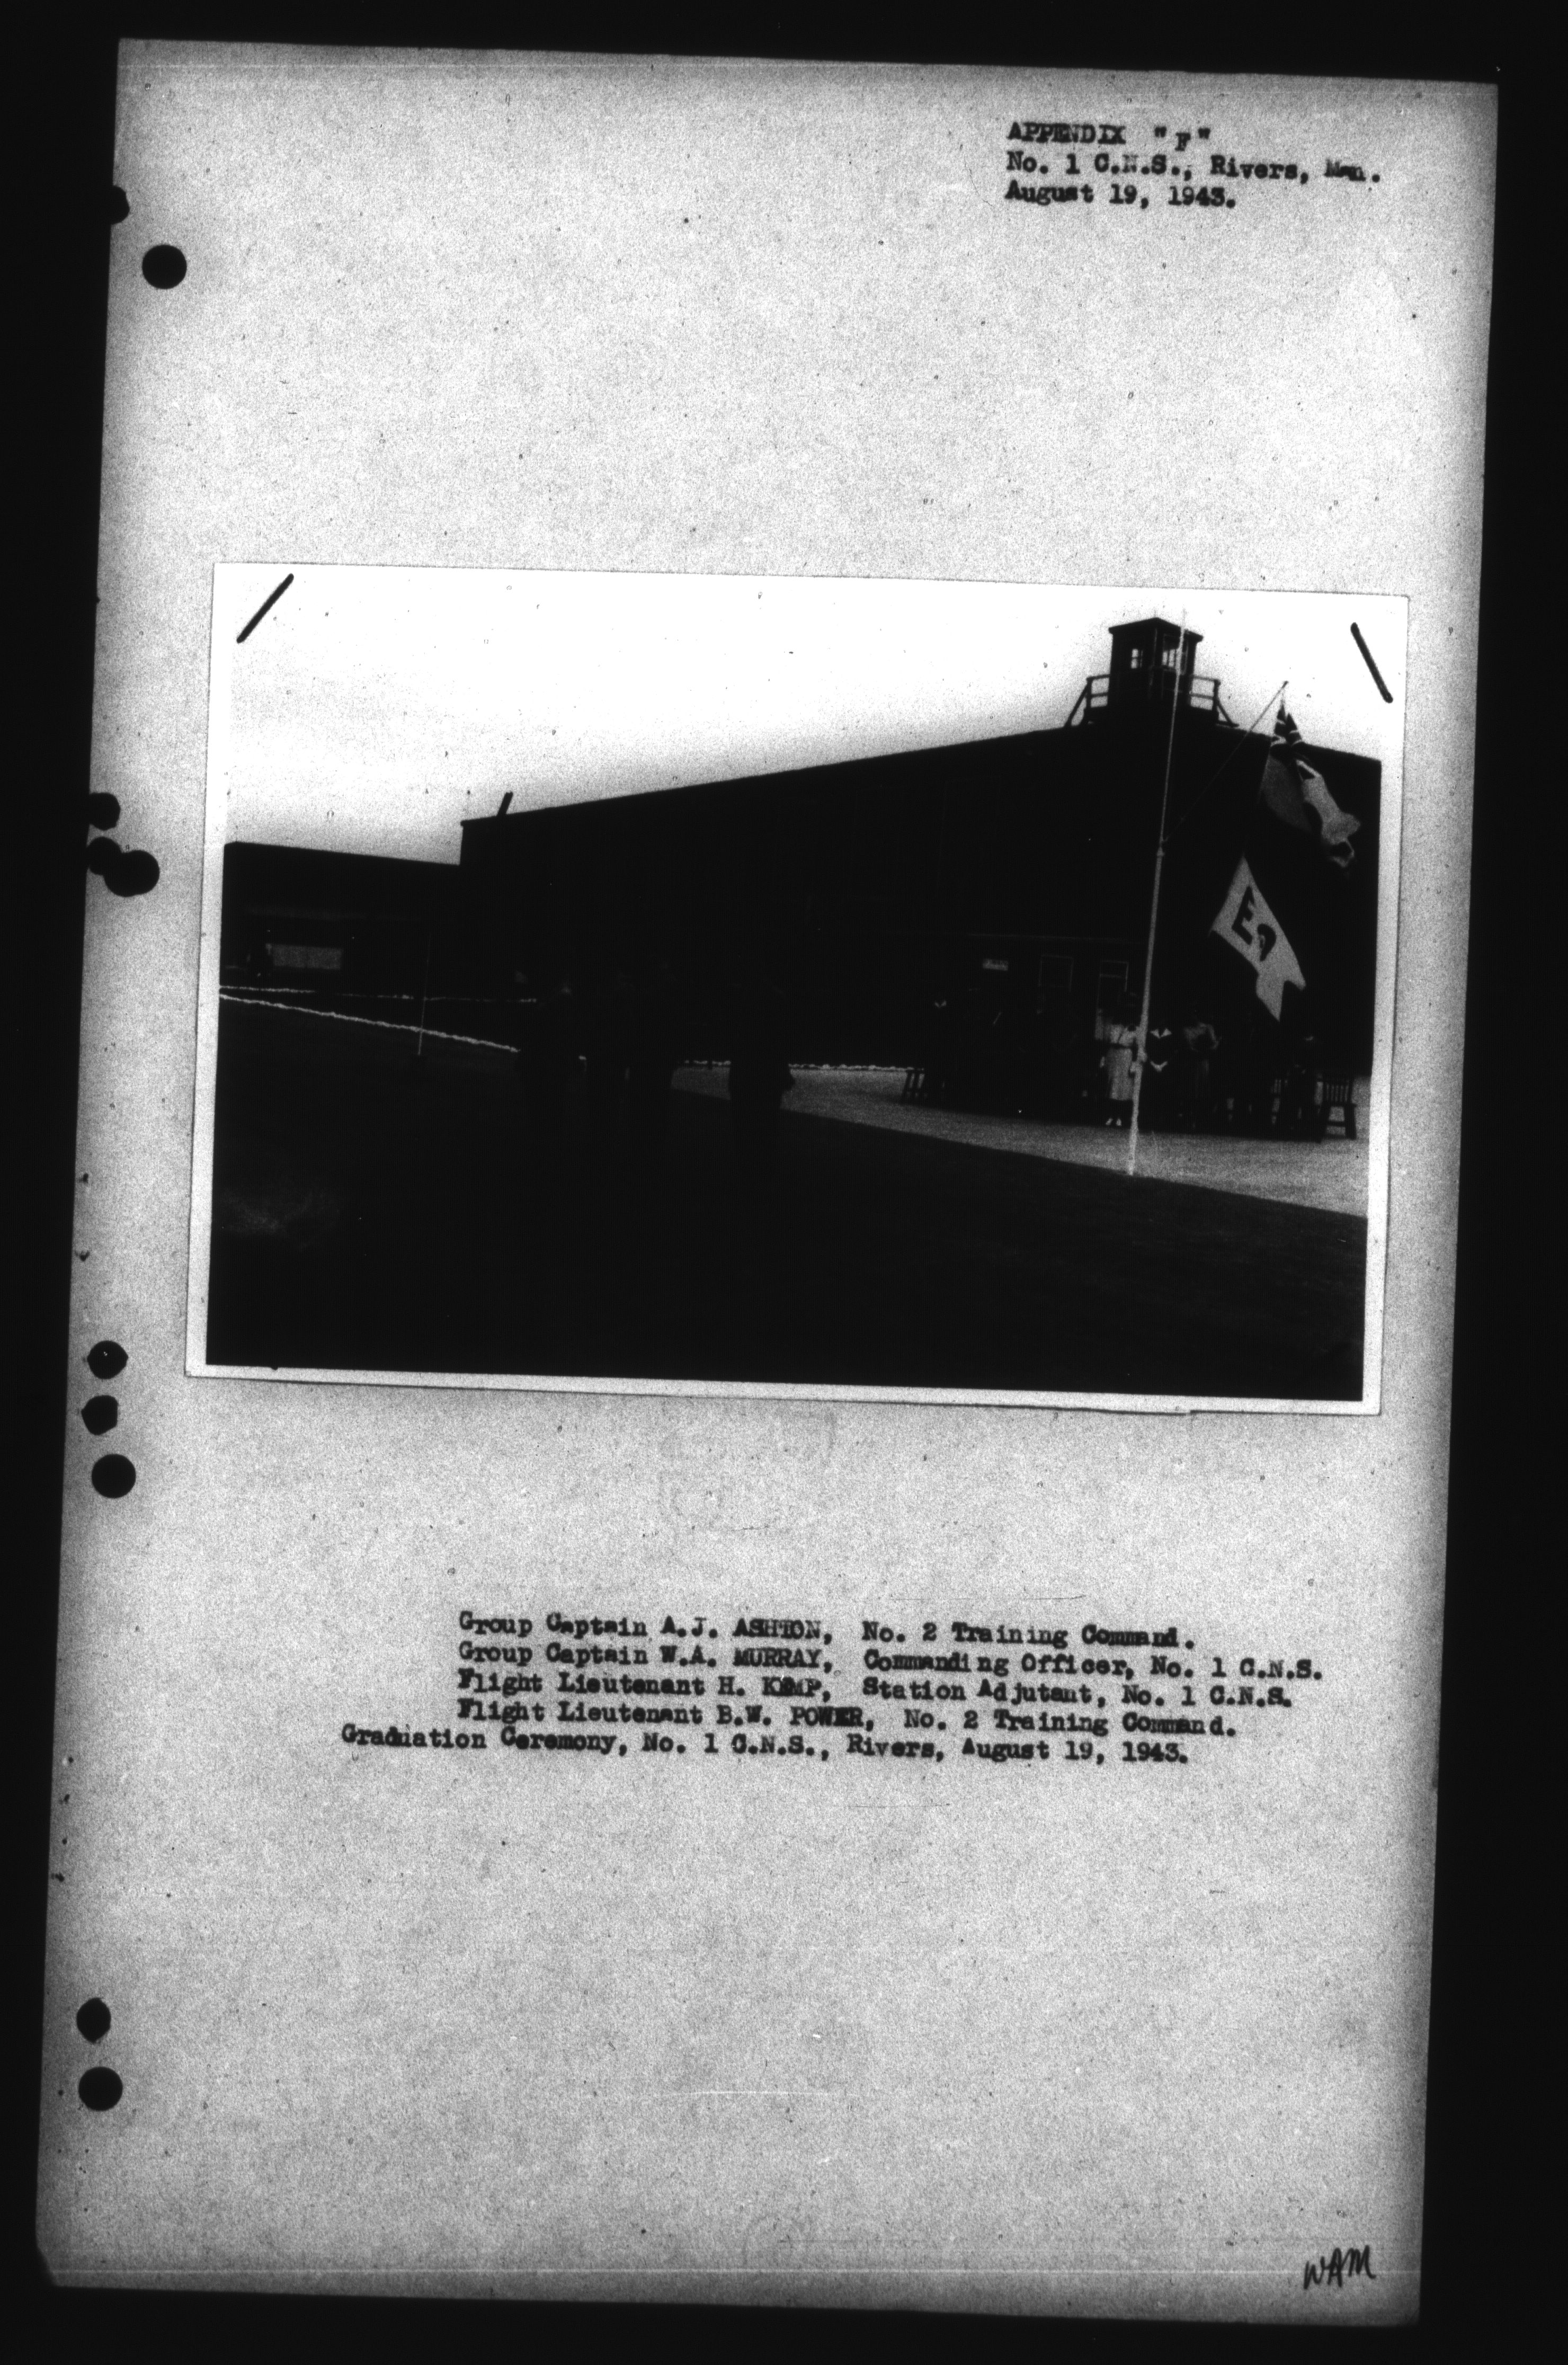 APPENDIX "F"
No. 1 C.N.S., Rivers, Man.
August 19, 1943.
E
Group Captain A.J. ASHTON, No. 2 Training Command.
Group Captain W.A. MURRAY, Commanding Officer, No. 1 C.N.S.
Flight Lieutenant H. KEMP, Station Adjutant, No. 1 C.N.S.
Flight Lieutenant B.W. POWER, No. 2 Training Command.
Graduation Ceremony, No. 1 C.N.S., Rivers, August 19, 1943.
WAM